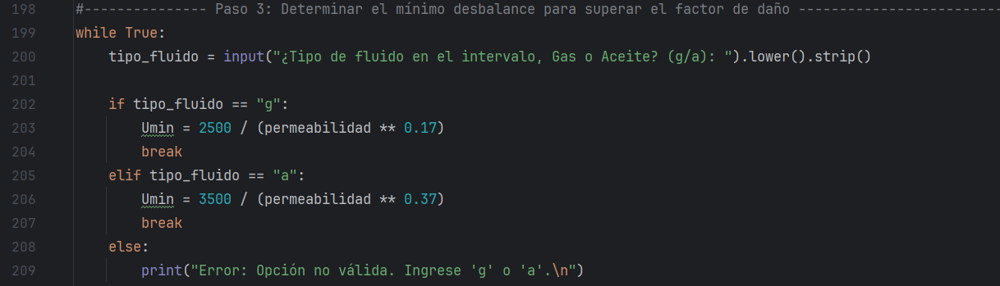 198 #--------------- Paso 3: Determinar el mínimo desbalance para superar el factor de daño -------------------------
199 while True:
200     tipo_fluido = input("¿Tipo de fluido en el intervalo, Gas o Aceite? (g/a): ").lower().strip()
201
202     if tipo_fluido == "g":
203         Umin = 2500 / (permeabilidad ** 0.17)
204         break
205     elif tipo_fluido == "a":
206         Umin = 3500 / (permeabilidad ** 0.37)
207         break
208     else:
209         print("Error: Opción no válida. Ingrese 'g' o 'a'.\n")